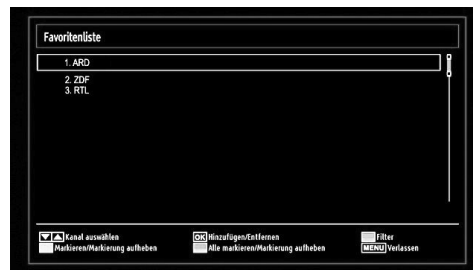 Favoritenliste
1. ARD
2. ZDF
3. RTL
Kanal auswählen OK Hinzufügen/Entfernen Filter
Markieren/Markierung aufheben Alle markieren/Markierung aufheben MENU Verlassen